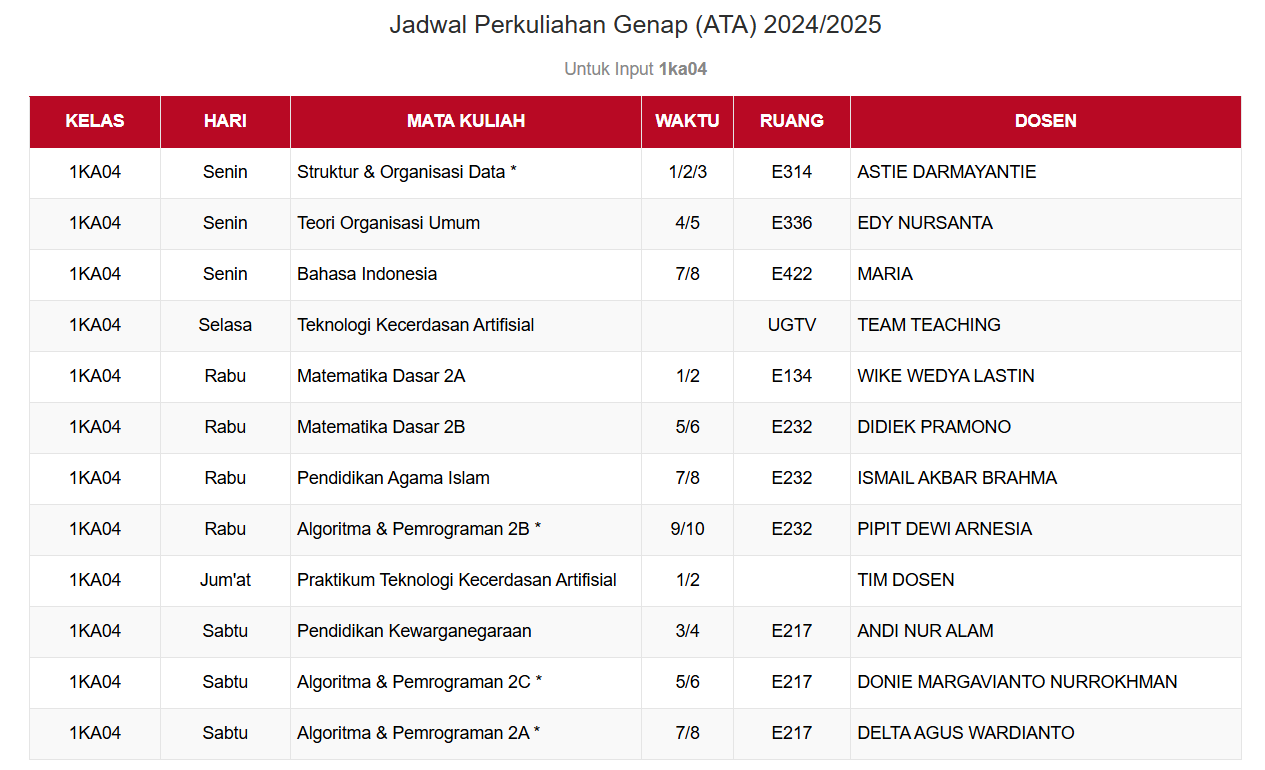 Jadwal Perkuliahan Genap (ATA) 2024/2025
Untuk Input 1ka04
KELAS HARI MATA KULIAH WAKTU RUANG DOSEN
1KA04 Senin Struktur & Organisasi Data * 1/2/3 E314 ASTIE DARMAYANTIE
1KA04 Senin Teori Organisasi Umum 4/5 E336 EDY NURSANTA
1KA04 Senin Bahasa Indonesia 7/8 E422 MARIA
1KA04 Selasa Teknologi Kecerdasan Artifisial UGTV TEAM TEACHING
1KA04 Rabu Matematika Dasar 2A 1/2 E134 WIKE WEDYA LASTIN
1KA04 Rabu Matematika Dasar 2B 5/6 E232 DIDIEK PRAMONO
1KA04 Rabu Pendidikan Agama Islam 7/8 E232 ISMAIL AKBAR BRAHMA
1KA04 Rabu Algoritma & Pemrograman 2B * 9/10 E232 PIPIT DEWI ARNESIA
1KA04 Jum'at Praktikum Teknologi Kecerdasan Artifisial 1/2 TIM DOSEN
1KA04 Sabtu Pendidikan Kewarganegaraan 3/4 E217 ANDI NUR ALAM
1KA04 Sabtu Algoritma & Pemrograman 2C * 5/6 E217 DONIE MARGAVIANTO NURROKHMAN
1KA04 Sabtu Algoritma & Pemrograman 2A * 7/8 E217 DELTA AGUS WARDIANTO